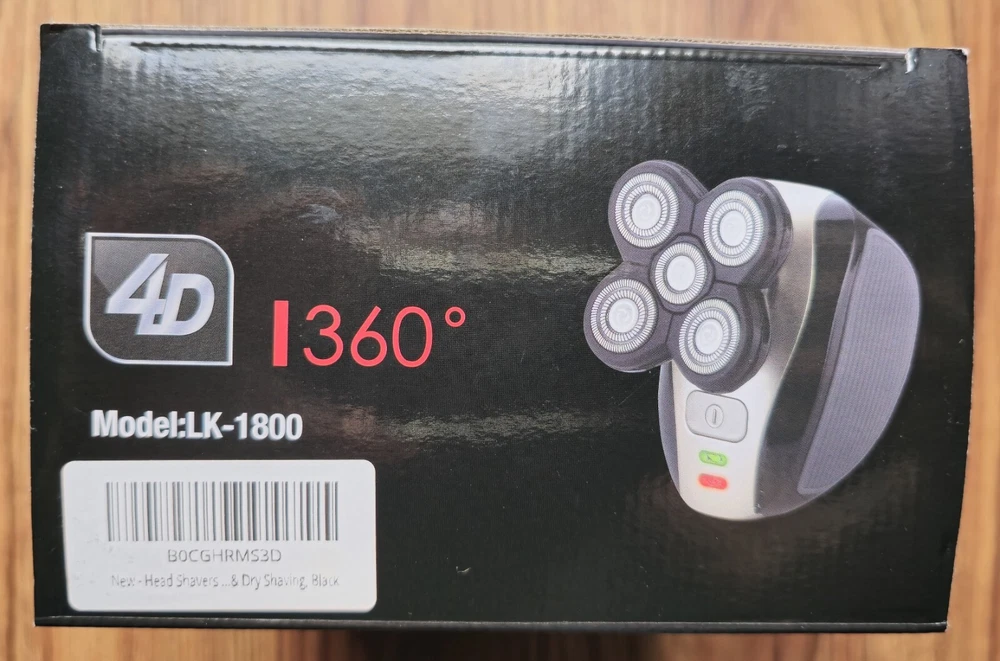 4D
360°
Model:LK-1800
B0CGHRMS3D
New - Head Shavers ...& Dry Shaving, Black